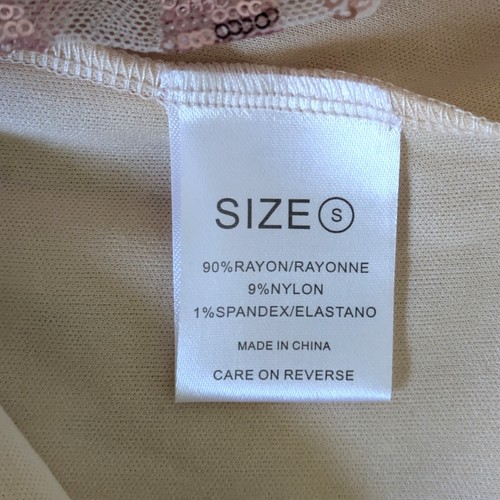 SIZE S
90%RAYON/RAYONNE
9%NYLON
1%SPANDEX/ELASTANO
MADE IN CHINA
CARE ON REVERSE